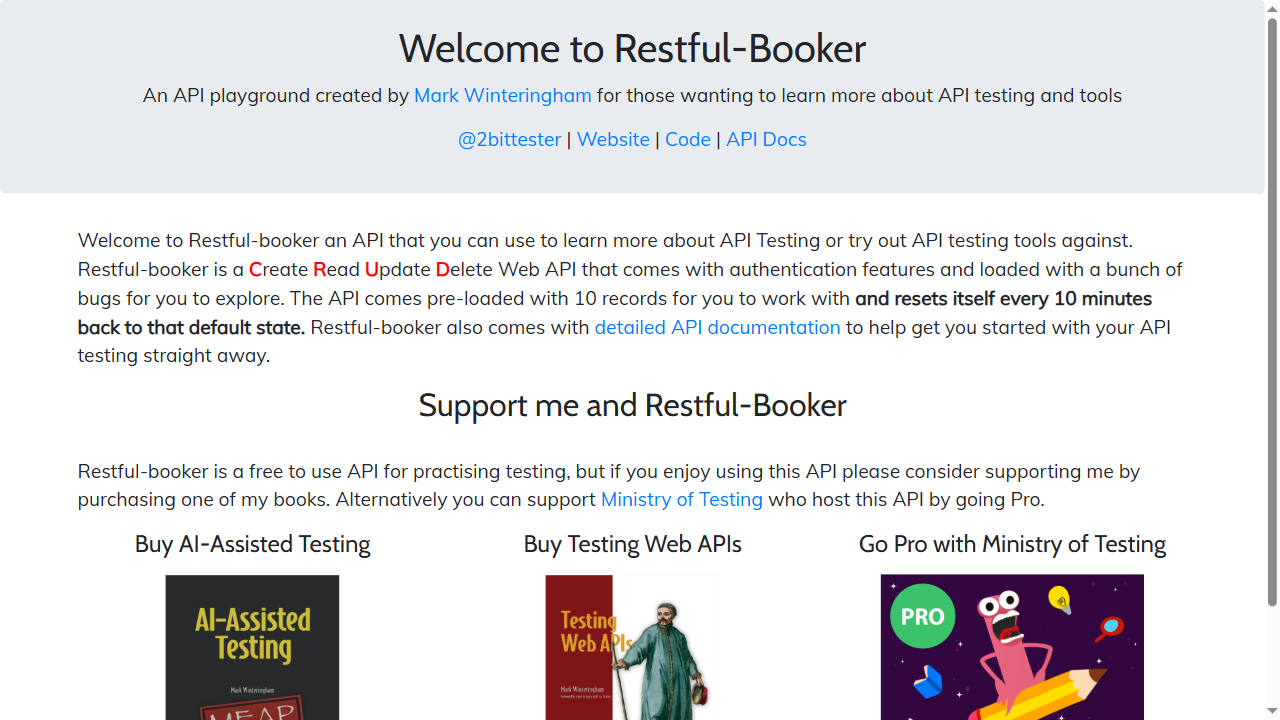 Welcome to Restful-Booker
An API playground created by Mark Winteringham for those wanting to learn more about API testing and tools
@2bittester | Website | Code | API Docs
Welcome to Restful-booker an API that you can use to learn more about API Testing or try out API testing tools against.
Restful-booker is a Create Read Update Delete Web API that comes with authentication features and loaded with a bunch of
bugs for you to explore. The API comes pre-loaded with 10 records for you to work with and resets itself every 10 minutes
back to that default state. Restful-booker also comes with detailed API documentation to help get you started with your API
testing straight away.
Support me and Restful-Booker
Restful-booker is a free to use API for practising testing, but if you enjoy using this API please consider supporting me by
purchasing one of my books. Alternatively you can support Ministry of Testing who host this API by going Pro.
Buy AI-Assisted Testing
Buy Testing Web APIs
Go Pro with Ministry of Testing
AI-Assisted
Testing
Mark Winteringham
MEAP
Testing
Web APIs
Mark Winteringham
PRO